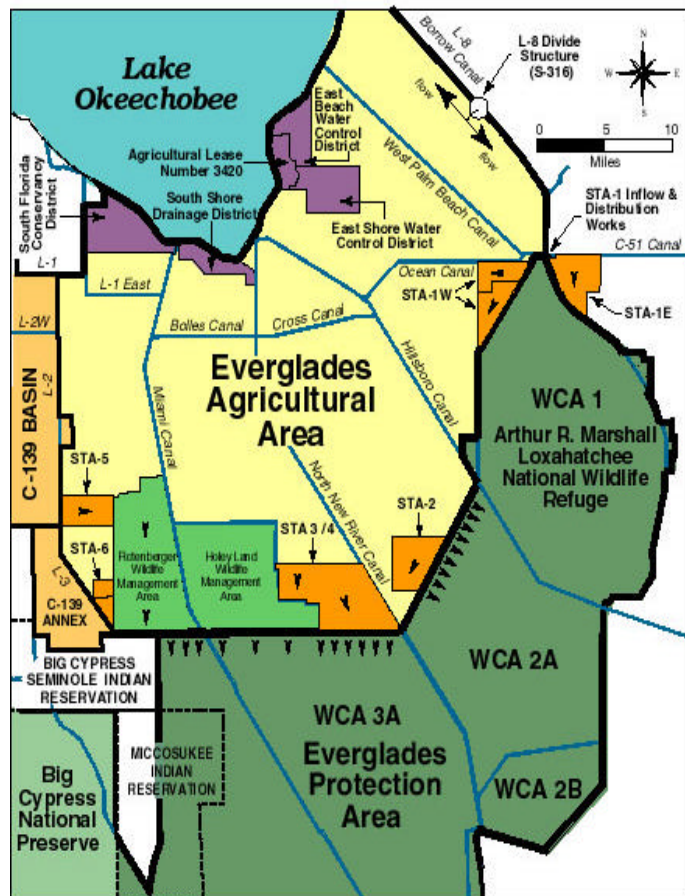 Lake
Okeechobee
L-8
Borrow Canal
L-8 Divide
Structure
(S-316)
N
W
E
S
flow
flow
0
5
10
Miles
East
Beach
Water
Control
District
Agricultural Lease
Number 3420
South Shore
Drainage District
East Shore Water
Control District
West Palm Beach Canal
STA-1 Inflow &
Distribution
Works
C-51 Canal
South Florida
Conservancy
District
L-1
L-1 East
Ocean Canal
STA-1W
STA-1E
L-2W
L-2
Bolles Canal
Cross Canal
Hillsboro Canal
Miami Canal
Everglades
Agricultural
Area
WCA 1
Arthur R. Marshall
Loxahatchee
National Wildlife
Refuge
C-139 BASIN
STA-5
STA-6
L-3
C-139
ANNEX
Rotenberger
Wildlife
Management
Area
Holey Land
Wildlife
Management
Area
STA 3/4
North New River Canal
STA-2
BIG CYPRESS
SEMINOLE INDIAN
RESERVATION
WCA 2A
WCA 3A
Everglades
Protection
Area
WCA 2B
MICCOSUKEE
INDIAN
RESERVATION
Big
Cypress
National
Preserve